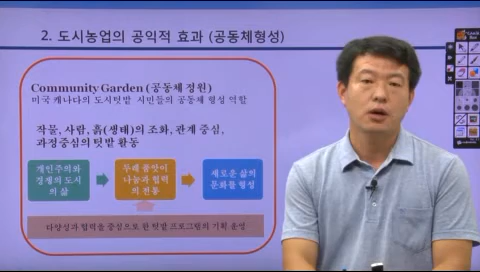 2. 도시농업의 공익적 효과 (공동체형성)
Community Garden (공동체 정원)
미국 캐나다의 도시텃밭 시민들의 공동체 형성 역할
작물, 사람, 흙(생태)의 조화, 관계 중심,
과정중심의 텃밭 활동
개인주의와
경쟁의 도시
의 삶
두레 품앗이
나눔과 협력
의 전통
새로운 삶의
문화를 형성
다양성과 협력을 중심으로 한 텃밭 프로그램의 기획 운영